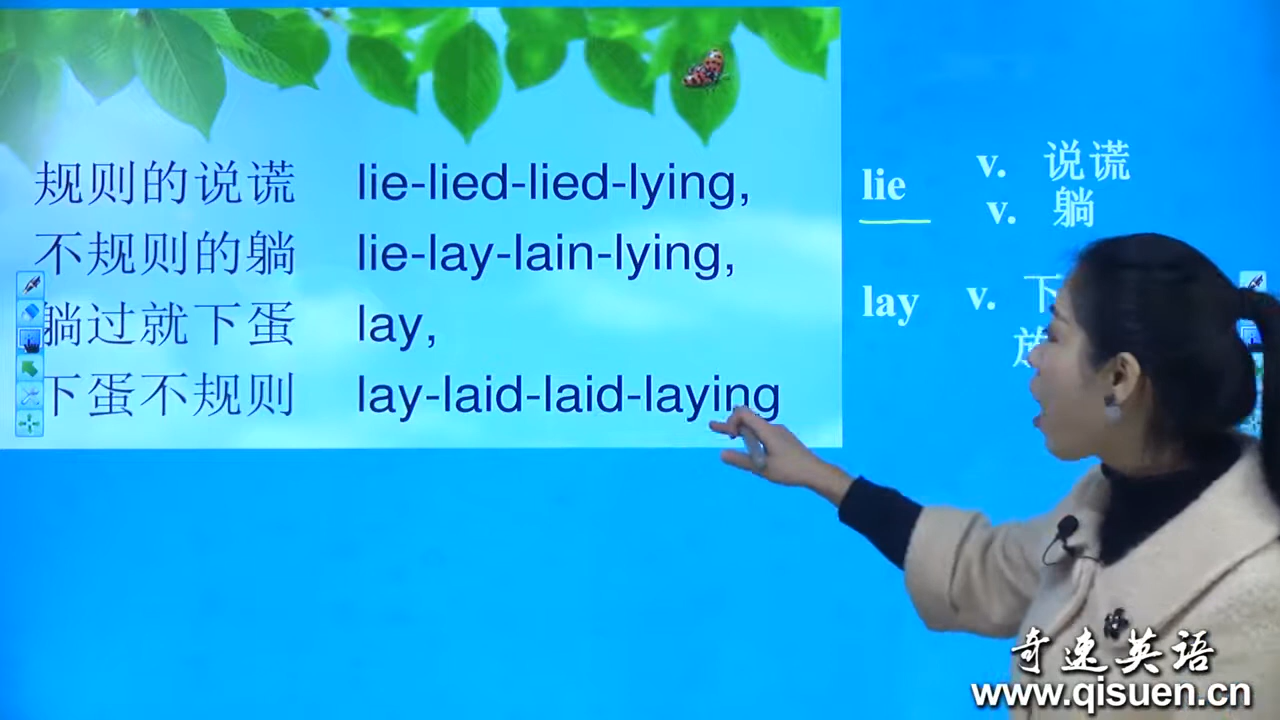 规则的说谎 lie-lied-lied-lying,
不规则的躺 lie-lay-lain-lying,
躺过就下蛋 lay,
下蛋不规则 lay-laid-laid-laying
lie v. 说谎
v. 躺
lay v. 下
放
奇速英语
www.qisuen.cn